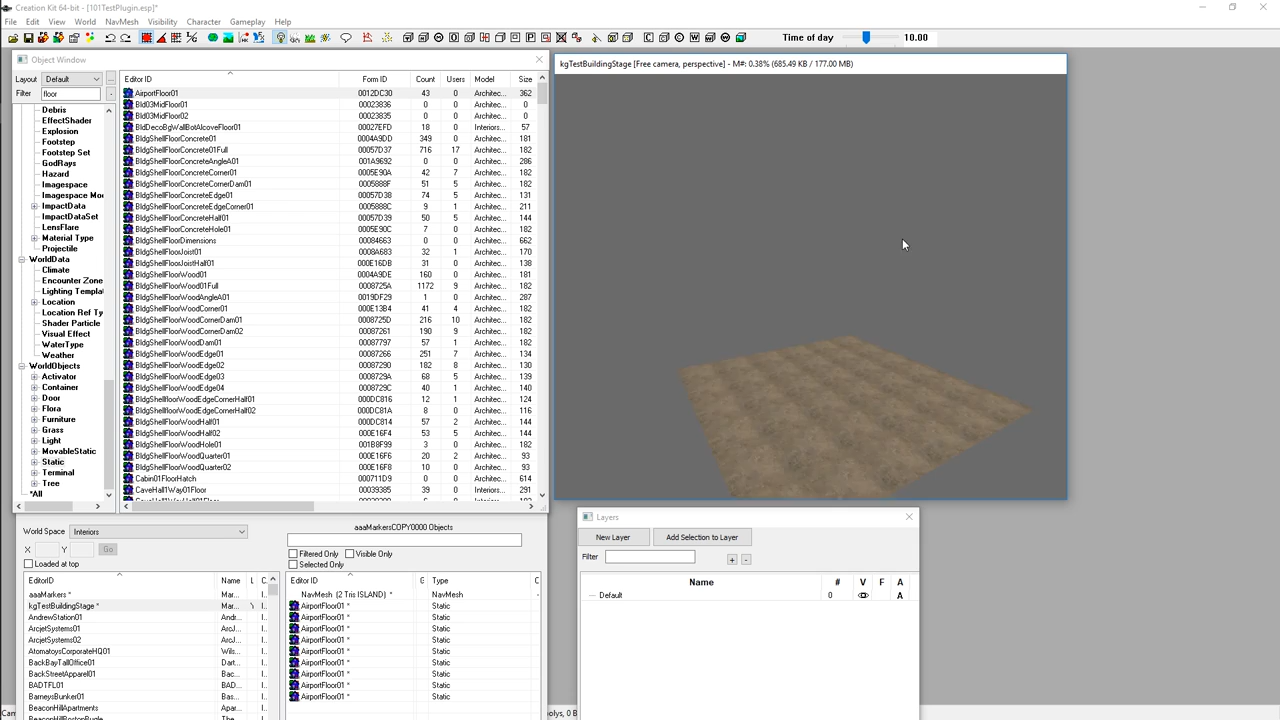 Creation Kit 64-bit - [101TestPlugin.esp]*
File Edit View World NavMesh Visibility Character Gameplay Help
Time of day 10.00
Object Window
Layout Default ...
Filter floor
Debris
EffectShader
Explosion
Footstep
Footstep Set
GodRays
Hazard
Imagespace
Imagespace Mo
ImpactData
ImpactDataSet
LensFlare
Material Type
Projectile
WorldData
Climate
Encounter Zone
Lighting Templa
Location
Location Ref Ty
Shader Particle
Visual Effect
WaterType
Weather
WorldObjects
Activator
Container
Door
Flora
Furniture
Grass
Light
MovableStatic
Static
Terminal
Tree
*All
Editor ID Form ID Count Users Model Size
AirportFloor01 0012DC30 43 0 Architec... 362
Bld03MidFloor01 00023836 0 0 Architec... 0
Bld03MidFloor02 00023835 0 0 Architec... 0
BldDecoBgWallBotAlcoveFloor01 00027EFD 18 0 Interiors... 57
BldgShellFloorConcrete01 0004A9DD 349 0 Architec... 181
BldgShellFloorConcrete01Full 00057D37 716 17 Architec... 182
BldgShellFloorConcreteAngleA01 001A9692 0 0 Architec... 286
BldgShellFloorConcreteCorner01 0005E90A 42 7 Architec... 182
BldgShellFloorConcreteCornerDam01 0005888F 51 5 Architec... 182
BldgShellFloorConcreteEdge01 00057D38 74 5 Architec... 131
BldgShellFloorConcreteEdgeCorner01 0005888C 9 1 Architec... 211
BldgShellFloorConcreteHalf01 00057D39 50 5 Architec... 144
BldgShellFloorConcreteHole01 0005E90C 7 0 Architec... 182
BldgShellFloorDimensions 00084663 0 0 Architec... 662
BldgShellFloorJoist01 0008A683 32 1 Architec... 170
BldgShellFloorJoistHalf01 000E16DB 31 0 Architec... 138
BldgShellFloorWood01 0004A9DE 160 0 Architec... 181
BldgShellFloorWood01Full 0008725A 1172 9 Architec... 182
BldgShellFloorWoodAngleA01 0019DF29 1 0 Architec... 287
BldgShellFloorWoodCorner01 000E13B4 41 4 Architec... 182
BldgShellFloorWoodCornerDam01 0008725D 216 10 Architec... 182
BldgShellFloorWoodCornerDam02 00087261 190 9 Architec... 182
BldgShellFloorWoodDam01 00087797 57 1 Architec... 182
BldgShellFloorWoodEdge01 00087266 251 7 Architec... 134
BldgShellFloorWoodEdge02 00087290 182 8 Architec... 130
BldgShellFloorWoodEdge03 0008729A 68 5 Architec... 139
BldgShellFloorWoodEdge04 0008729C 40 1 Architec... 140
BldgShellfloorWoodEdgeCornerHalf01 000DC816 12 1 Architec... 124
BldgShellFloorWoodEdgeCornerHalf02 000DC81A 8 0 Architec... 116
BldgShellFloorWoodHalf01 000DC814 57 2 Architec... 144
BldgShellFloorWoodHalf02 000E16F4 53 5 Architec... 144
BldgShellFloorWoodHole01 001B8F99 3 0 Architec... 182
BldgShellFloorWoodQuarter01 000E16F6 20 2 Architec... 93
BldgShellFloorWoodQuarter02 000E16F8 10 0 Architec... 93
Cabin01FloorHatch 000711D9 0 0 Architec... 614
CaveHall1Way01Floor 00039385 39 0 Interiors... 291
kgTestBuildingStage [Free camera, perspective] - M#: 0.38% (685.49 KB / 177.00 MB)
World Space Interiors
X Y Go
Loaded at top
EditorID Name L C
aaaMarkers * Mar... I..
kgTestBuildingStage * Mar... Y I..
AndrewStation01 Andr... I..
ArcjetSystems01 ArcJ... I..
ArcjetSystems02 ArcJ... I..
AtomatoysCorporateHQ01 Wils... I..
BackBayTallOffice01 Dart... I..
BackStreetApparel01 Bac... I..
BADTFL01 BAD... I..
BarneysBunker01 Bas... I..
BeaconHillApartments Apar... I..
aaaMarkersCOPY0000 Objects
Filtered Only Visible Only
Selected Only
Editor ID Type
NavMesh (2 Tris ISLAND) * NavMesh
AirportFloor01 * Static
AirportFloor01 * Static
AirportFloor01 * Static
AirportFloor01 * Static
AirportFloor01 * Static
AirportFloor01 * Static
AirportFloor01 * Static
AirportFloor01 * Static
AirportFloor01 * Static
Layers
New Layer Add Selection to Layer
Filter + -
Name # V F A
Default 0 A